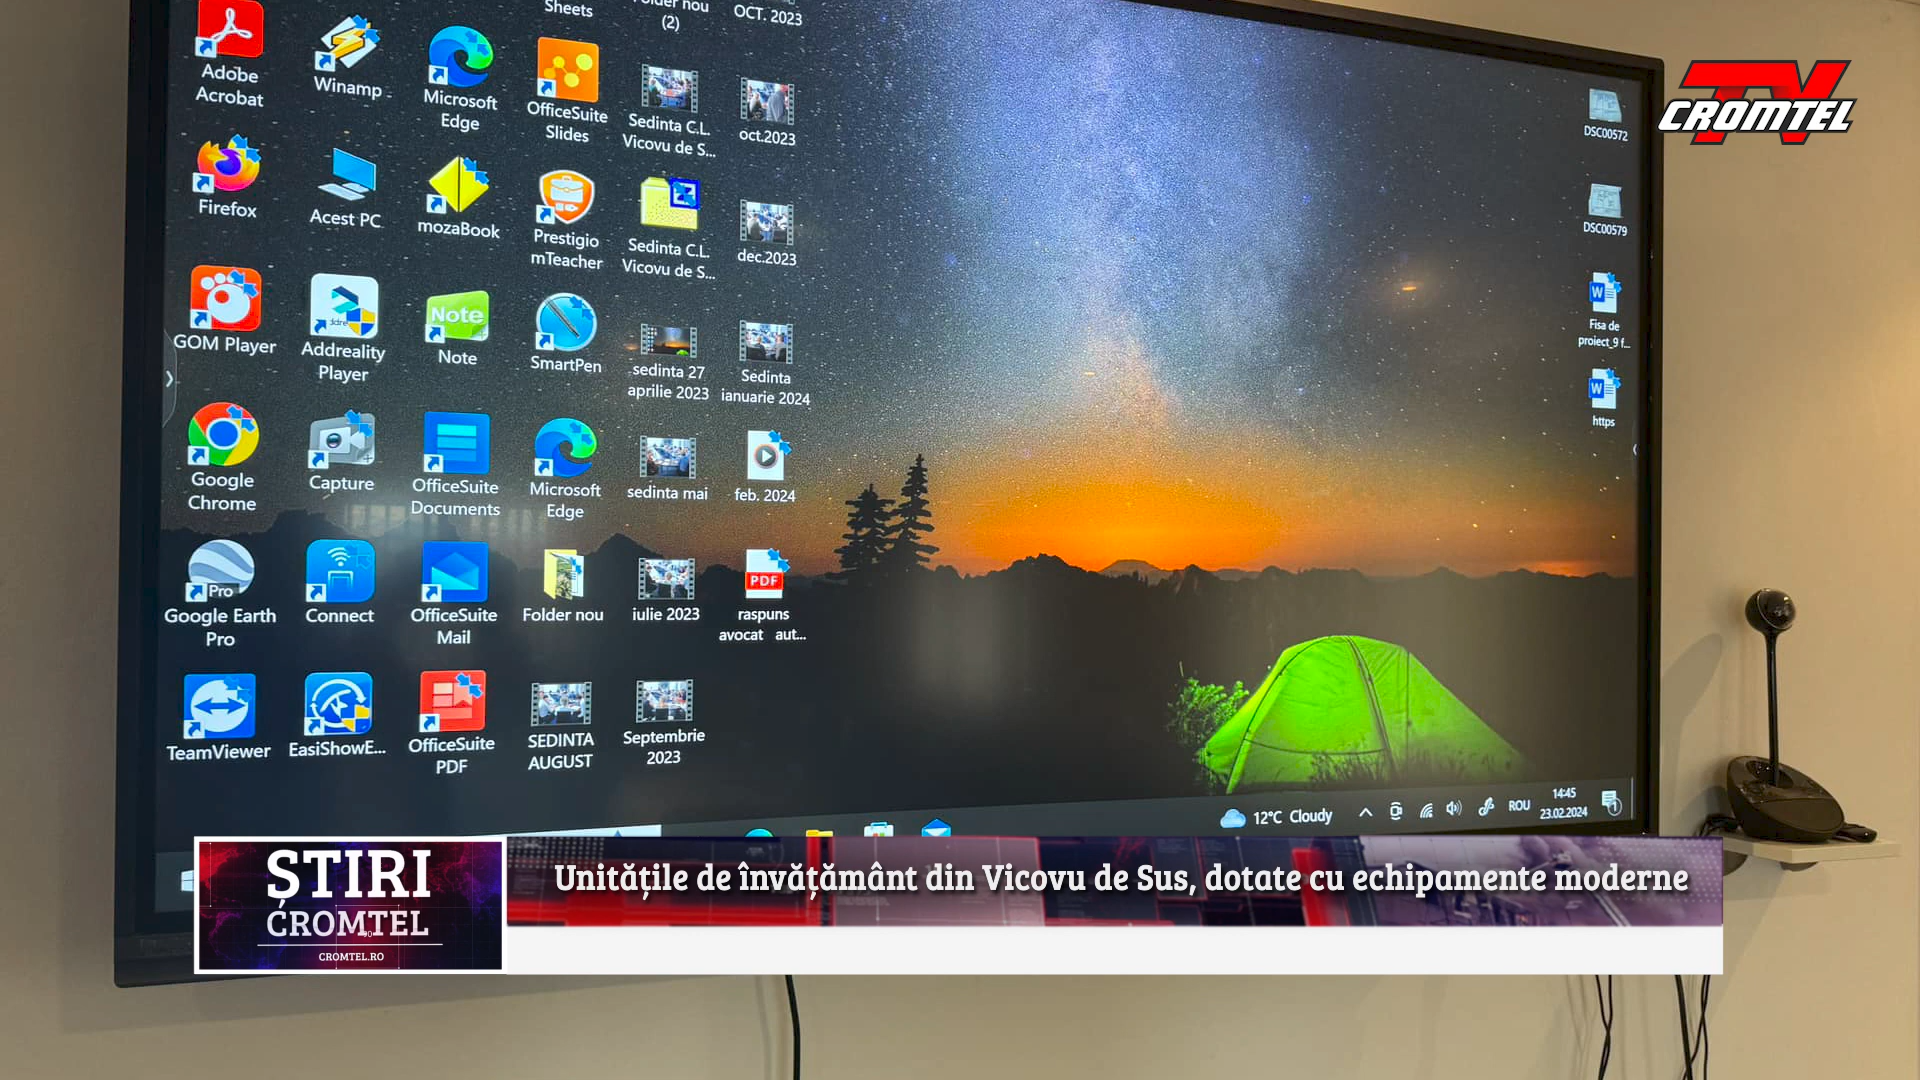 Sheets
(2)
OCT. 2023
TV
CROMTEL
Adobe
Acrobat
Winamp
Microsoft
Edge
OfficeSuite
Slides
Sedinta C.L.
Vicovu de S...
oct.2023
DSC00572
Firefox
Acest PC
mozaBook
Prestigio
mTeacher
Sedinta C.L.
Vicovu de S...
dec.2023
DSC00579
GOM Player
Addreality
Player
Note
Note
SmartPen
sedinta 27
aprilie 2023
Sedinta
ianuarie 2024
Fisa de
proiect_9 f...
Google
Chrome
Capture
OfficeSuite
Documents
Microsoft
Edge
sedinta mai
feb. 2024
https
Pro
Google Earth
Pro
Connect
OfficeSuite
Mail
Folder nou
iulie 2023
PDF
raspuns
avocat aut...
TeamViewer
EasiShowE...
OfficeSuite
PDF
SEDINTA
AUGUST
Septembrie
2023
12°C Cloudy
ROU
14:45
23.02.2024
1
ȘTIRI
CROMTEL
CROMTEL.RO
Unitățile de învățământ din Vicovu de Sus, dotate cu echipamente moderne